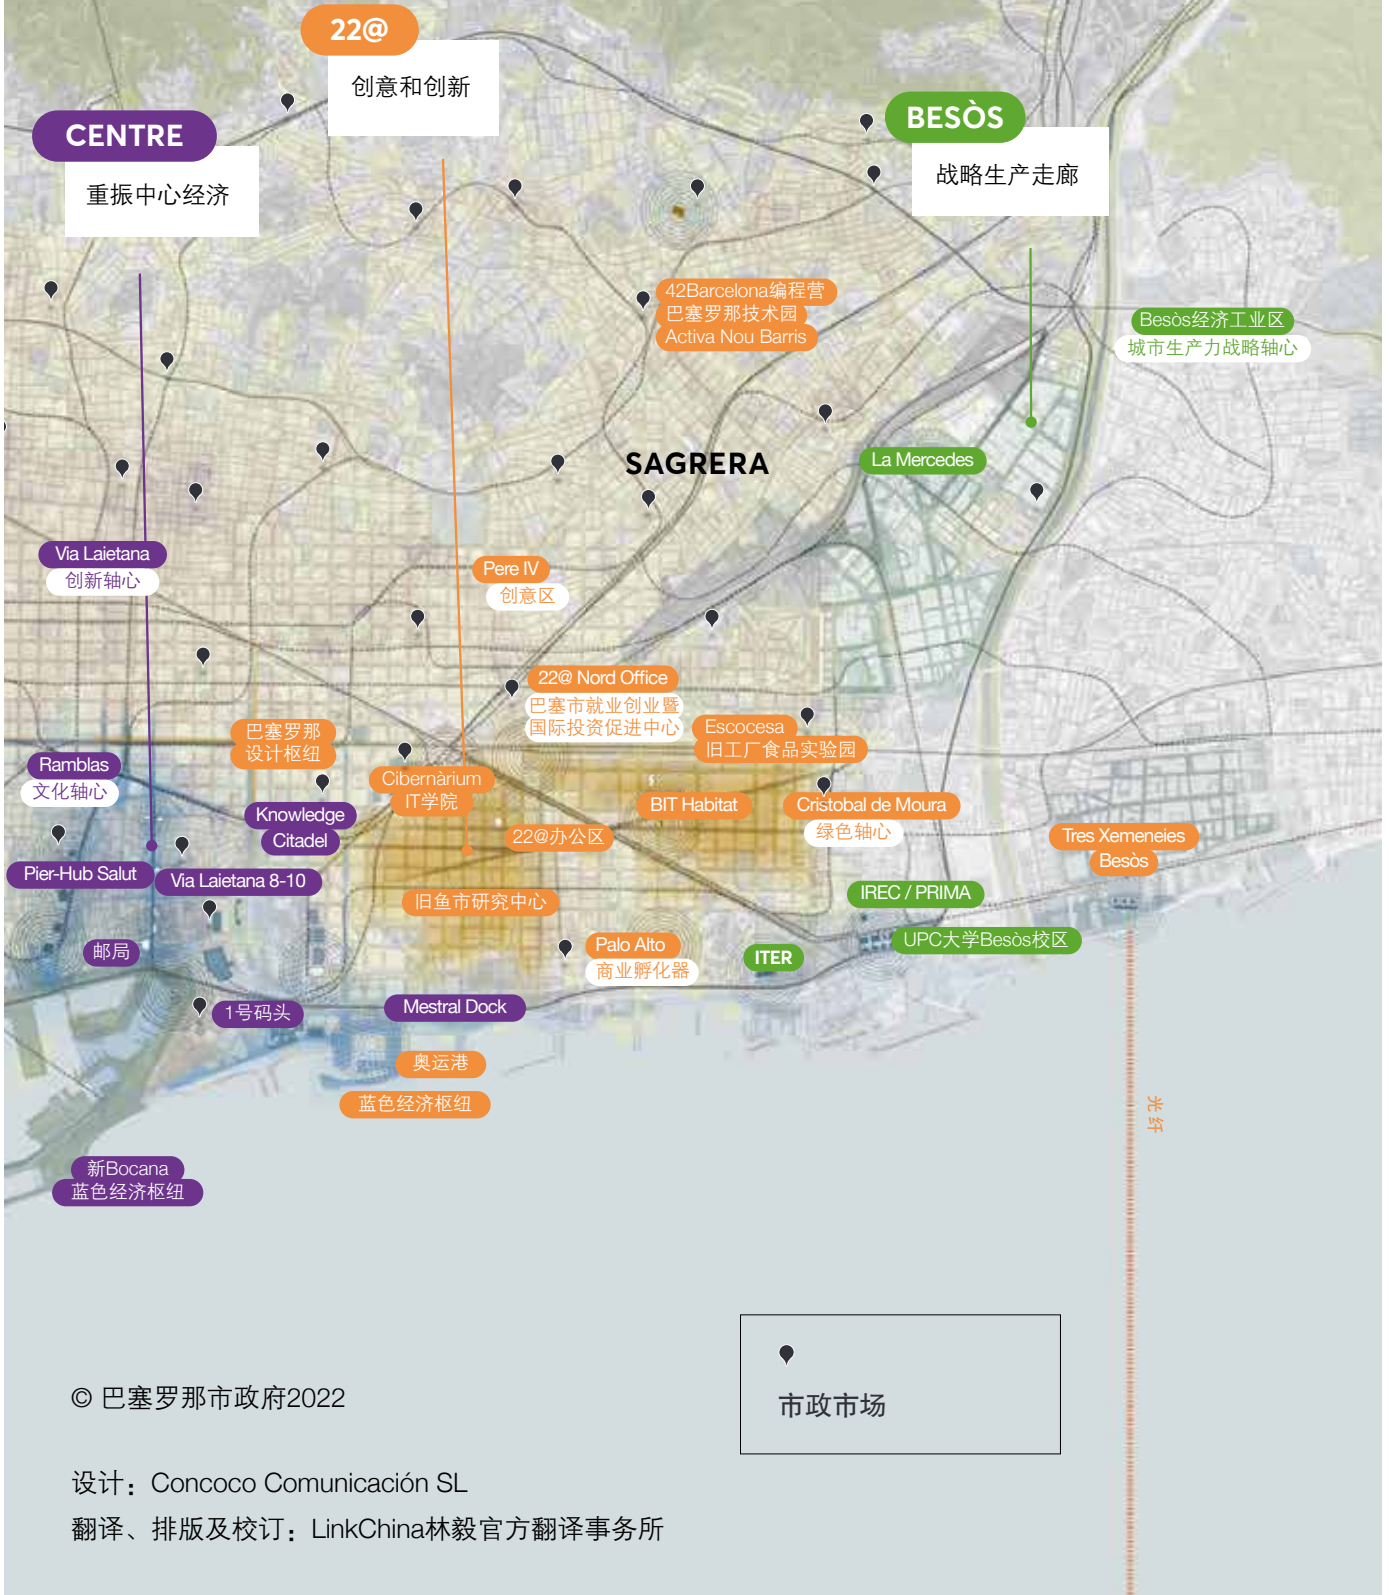 22@
创意和创新
CENTRE
重振中心经济
BESÒS
战略生产走廊
42Barcelona编程营
巴塞罗那技术园
Activa Nou Barris
Besòs经济工业区
城市生产力战略轴心
SAGRERA
La Mercedes
Via Laietana
创新轴心
Pere IV
创意区
22@ Nord Office
巴塞市就业创业暨
国际投资促进中心
Escocesa
旧工厂食品实验园
巴塞罗那
设计枢纽
Ramblas
文化轴心
Cibernàrium
IT学院
BIT Habitat
Cristobal de Moura
绿色轴心
Knowledge
Citadel
22@办公区
Tres Xemeneies
Besòs
Pier-Hub Salut
Via Laietana 8-10
旧鱼市研究中心
IREC / PRIMA
UPC大学Besòs校区
邮局
Palo Alto
商业孵化器
ITER
1号码头
Mestral Dock
奥运港
蓝色经济枢纽
光纤
新Bocana
蓝色经济枢纽
市政市场
© 巴塞罗那市政府2022
设计：Concoco Comunicación SL
翻译、排版及校订：LinkChina林毅官方翻译事务所